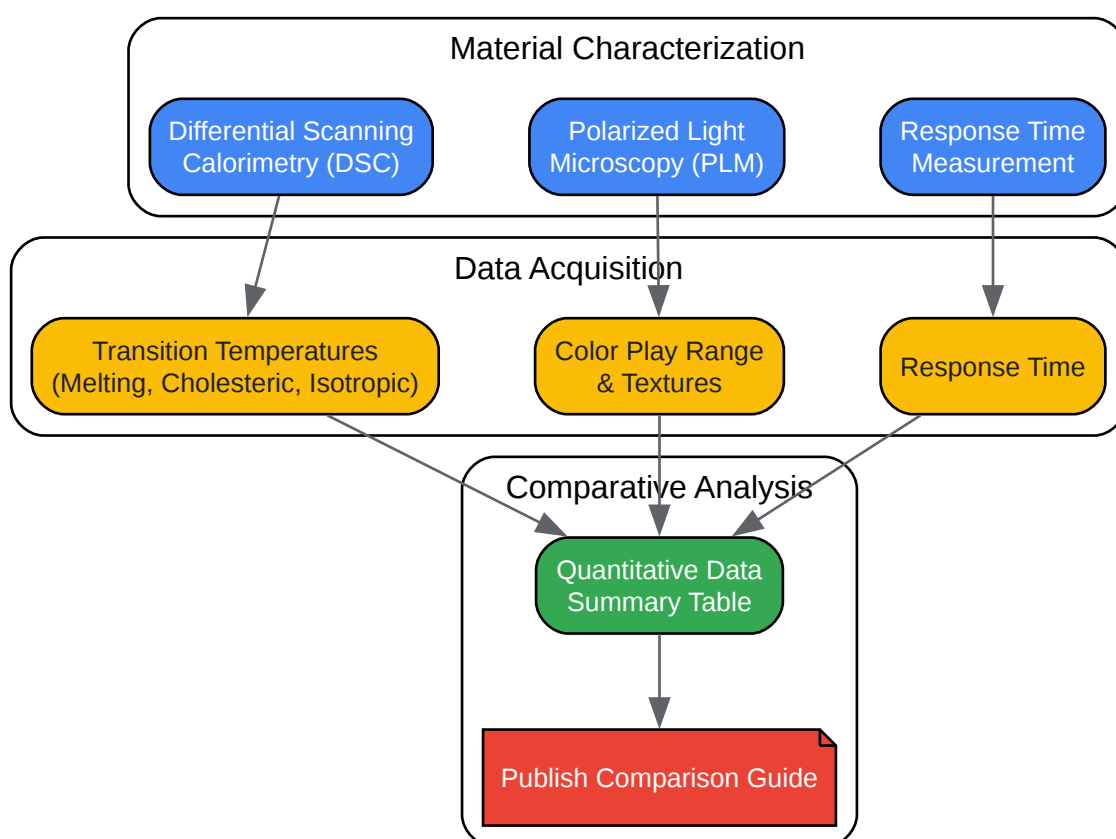 Material Characterization
Differential Scanning
Calorimetry (DSC)
Polarized Light
Microscopy (PLM)
Response Time
Measurement
Data Acquisition
Transition Temperatures
(Melting, Cholesteric, Isotropic)
Color Play Range
& Textures
Response Time
Comparative Analysis
Quantitative Data
Summary Table
Publish Comparison Guide